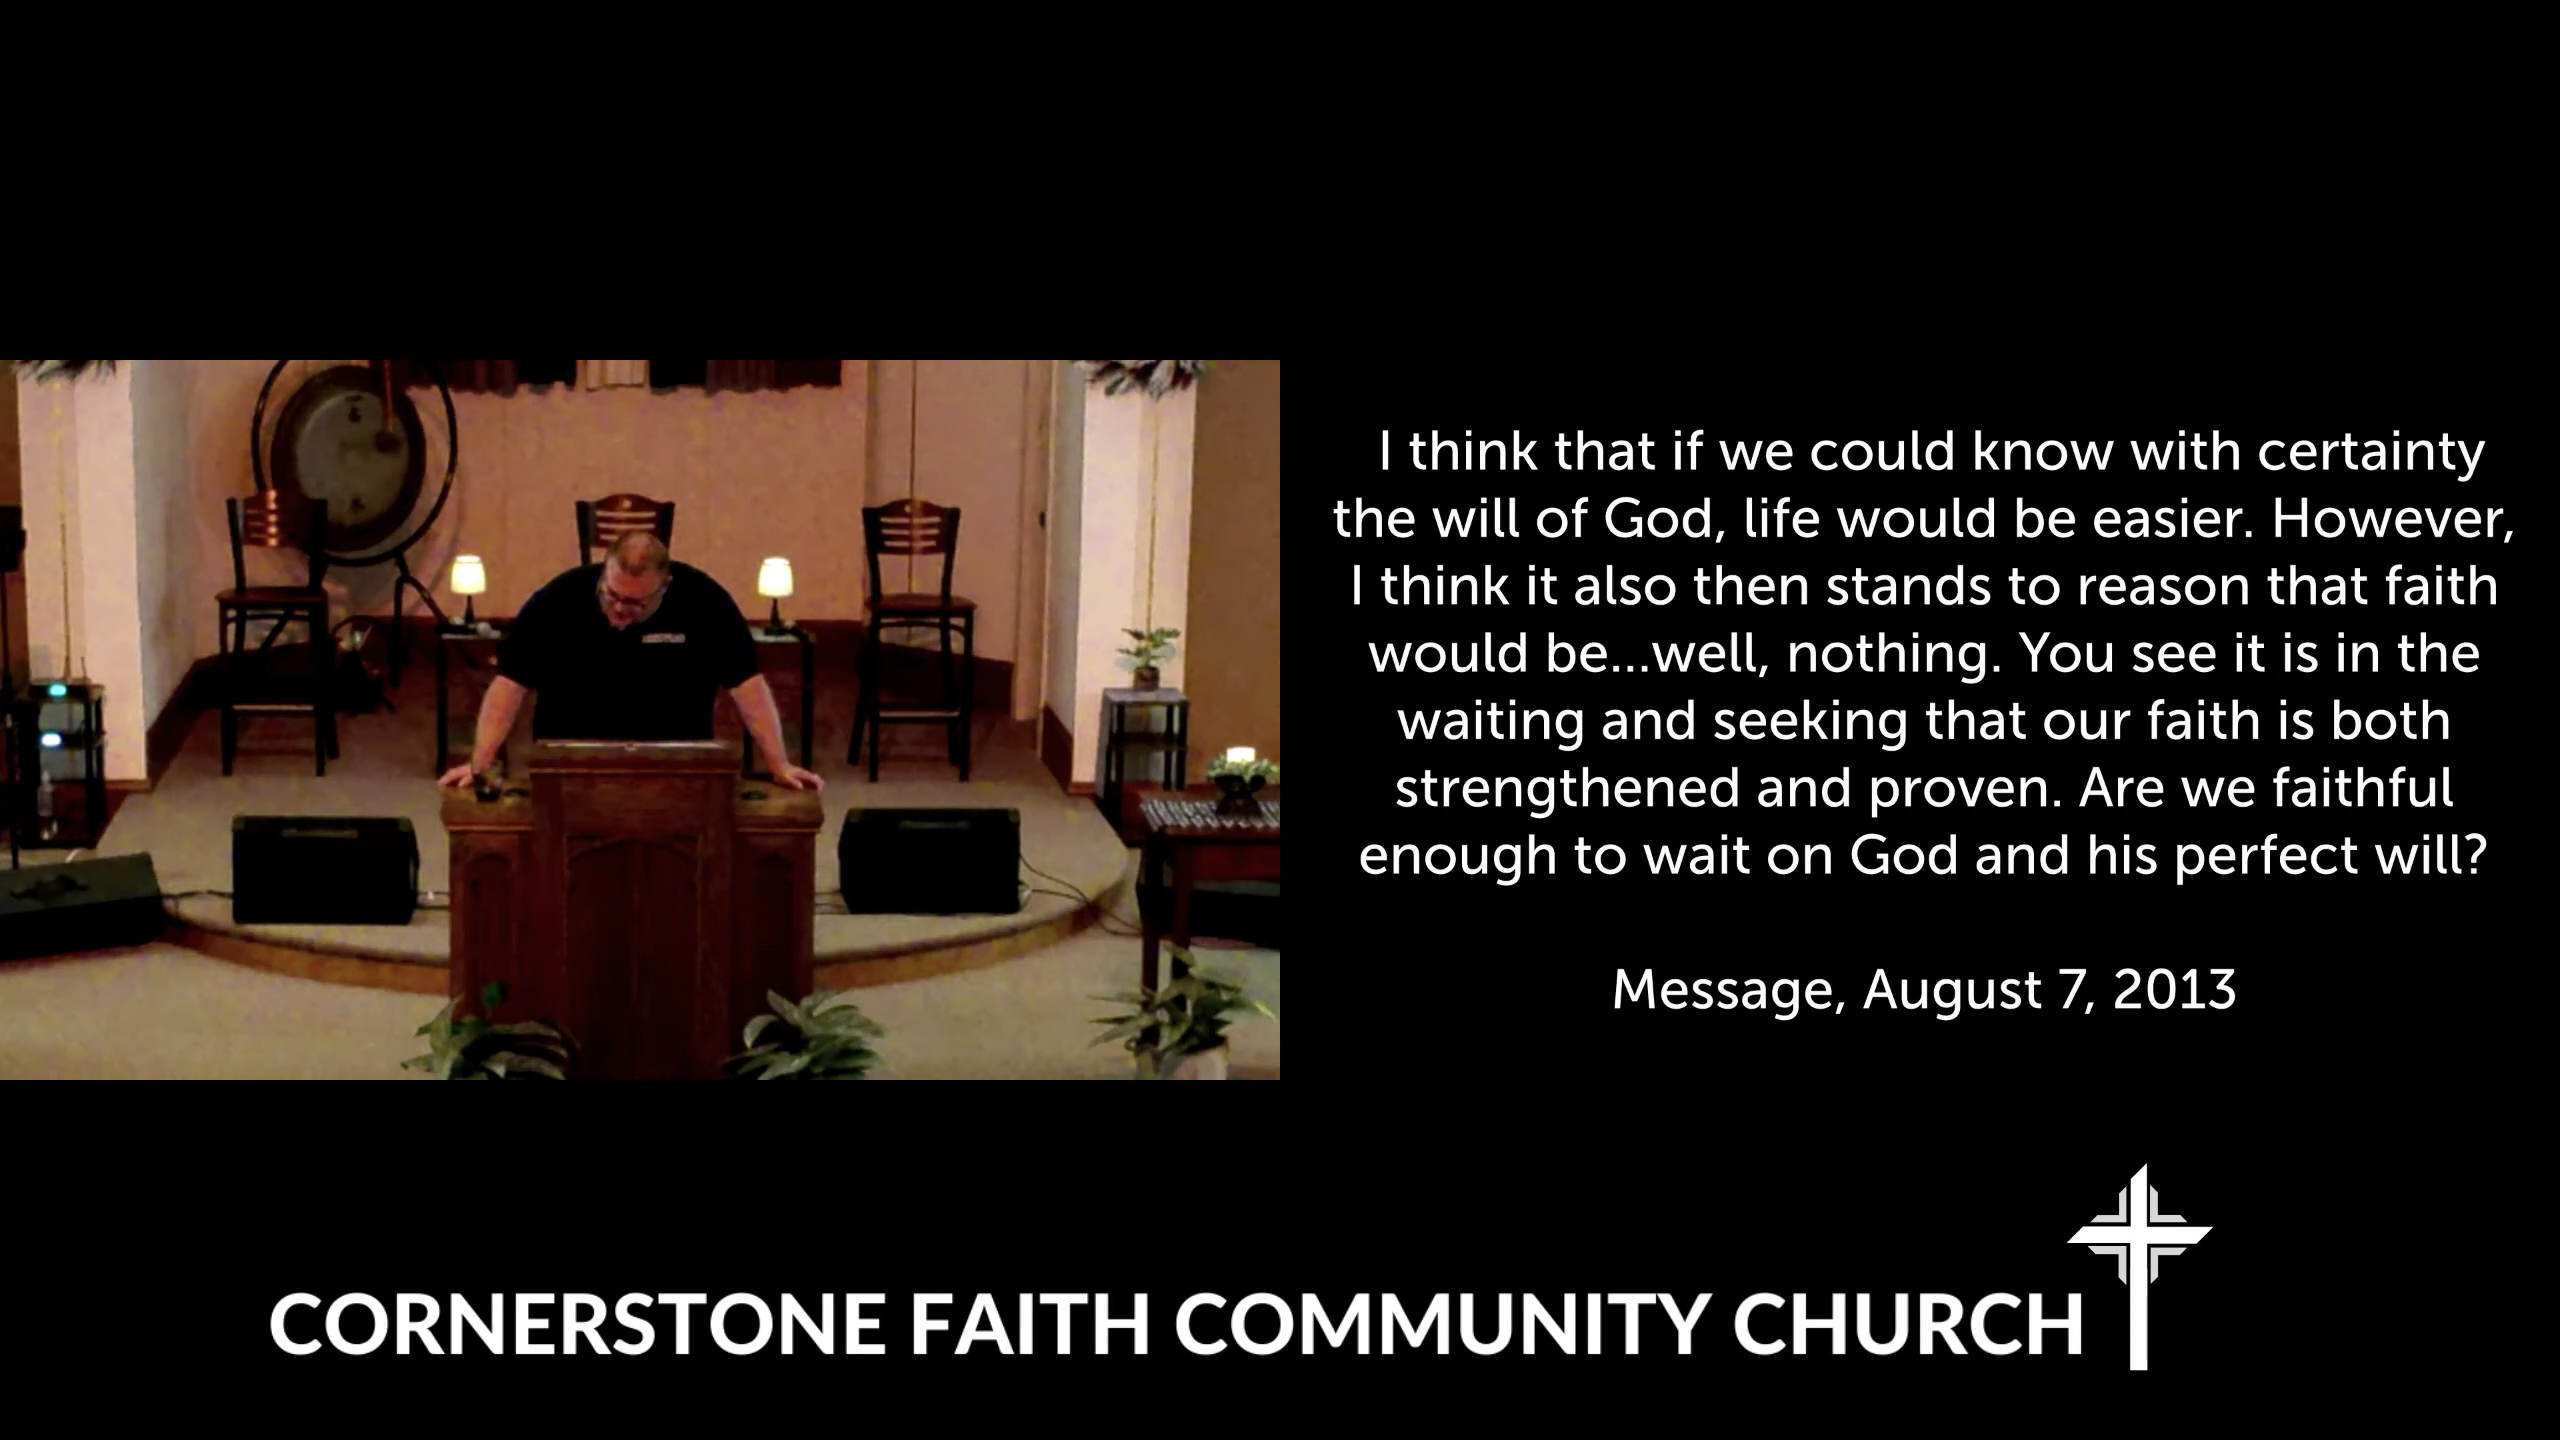 I think that if we could know with certainty
the will of God, life would be easier. However,
I think it also then stands to reason that faith
would be...well, nothing. You see it is in the
waiting and seeking that our faith is both
strengthened and proven. Are we faithful
enough to wait on God and his perfect will?
Message, August 7, 2013
CORNERSTONE FAITH COMMUNITY CHURCH